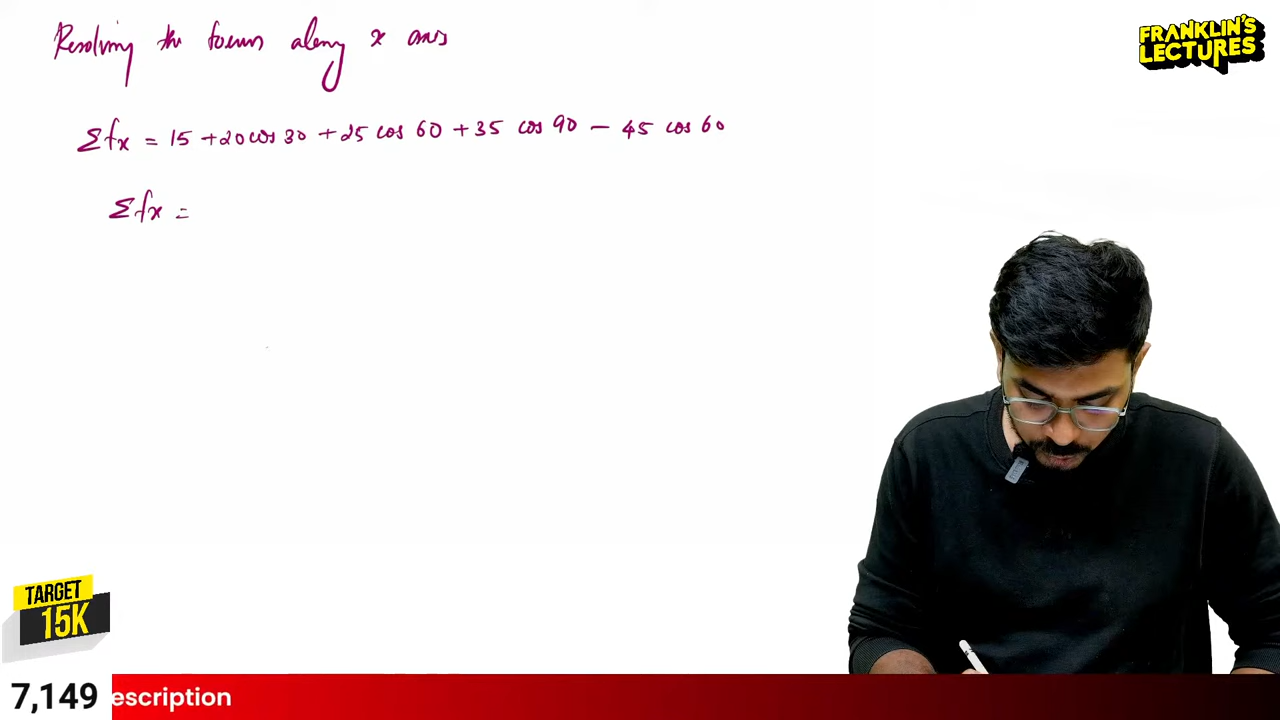 FRANKLIN'S
LECTURES
Resolving the forces along x axis
Σfx = 15 + 20 cos 30 + 25 cos 60 + 35 cos 90 − 45 cos 60
Σfx =
TARGET
15K
7,149
escription